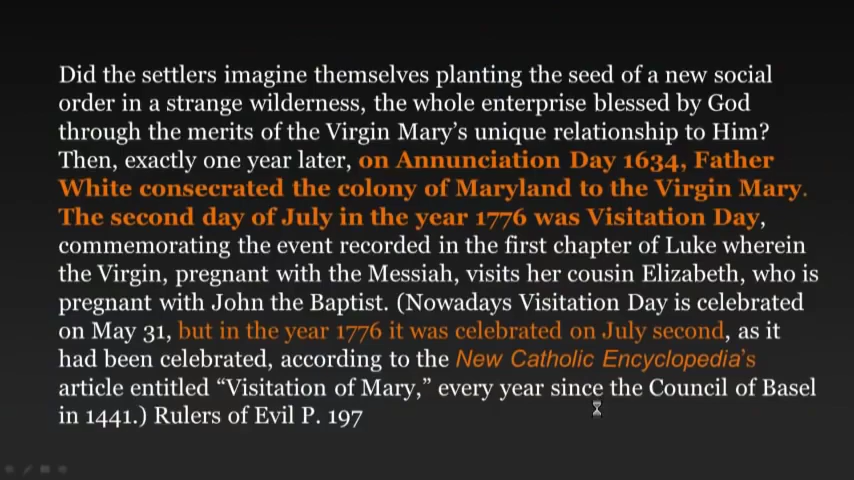 Did the settlers imagine themselves planting the seed of a new social
order in a strange wilderness, the whole enterprise blessed by God
through the merits of the Virgin Mary's unique relationship to Him?
Then, exactly one year later, on Annunciation Day 1634, Father
White consecrated the colony of Maryland to the Virgin Mary.
The second day of July in the year 1776 was Visitation Day,
commemorating the event recorded in the first chapter of Luke wherein
the Virgin, pregnant with the Messiah, visits her cousin Elizabeth, who is
pregnant with John the Baptist. (Nowadays Visitation Day is celebrated
on May 31, but in the year 1776 it was celebrated on July second, as it
had been celebrated, according to the New Catholic Encyclopedia's
article entitled “Visitation of Mary,” every year since the Council of Basel
in 1441.) Rulers of Evil P. 197